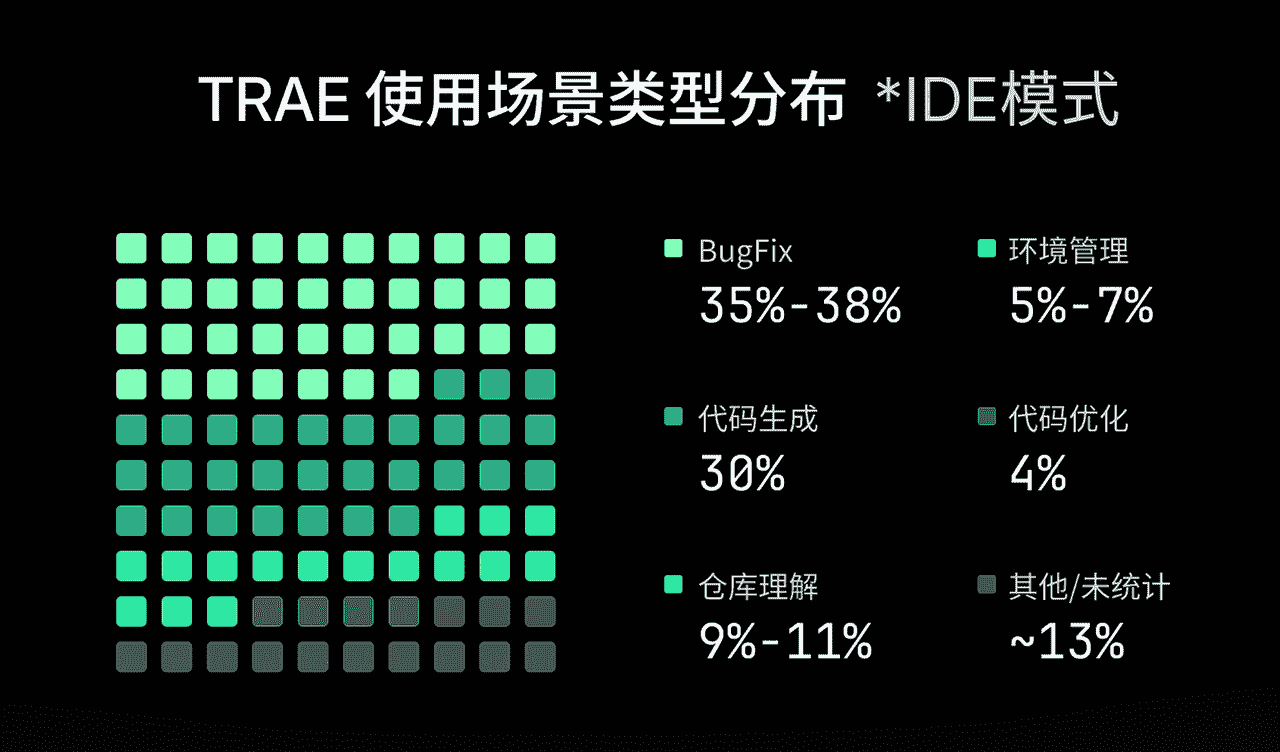 TRAE 使用场景类型分布 *IDE模式
BugFix
35%-38%
环境管理
5%-7%
代码生成
30%
代码优化
4%
仓库理解
9%-11%
其他/未统计
~13%